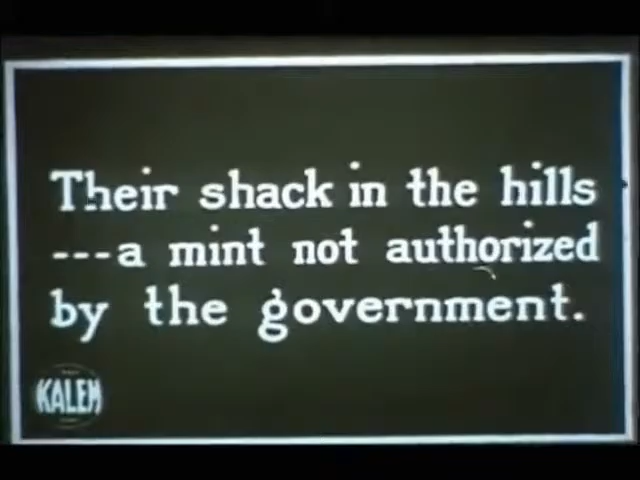 Their shack in the hills
---a mint not authorized
by the government.
KALEM